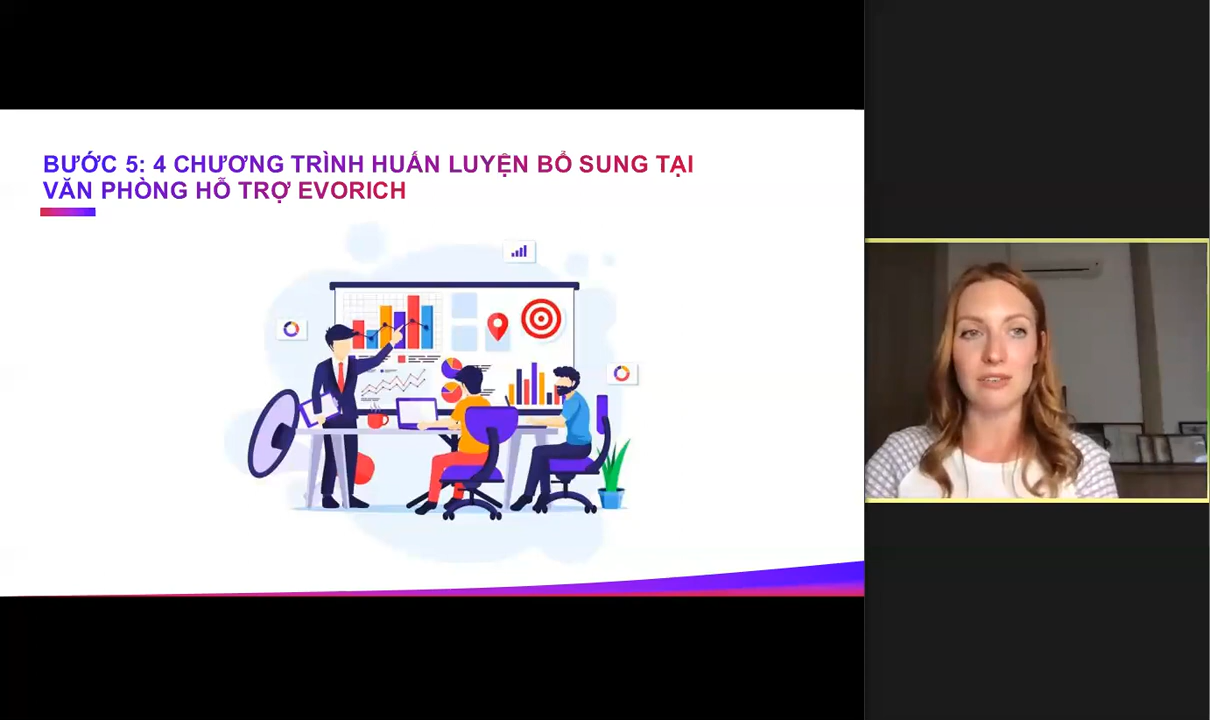 BƯỚC 5: 4 CHƯƠNG TRÌNH HUẤN LUYỆN BỔ SUNG TẠI
VĂN PHÒNG HỖ TRỢ EVORICH